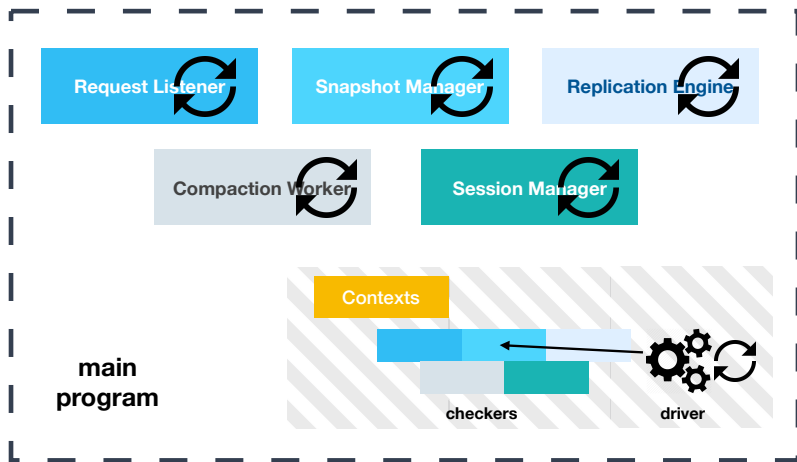 Request Listener
Snapshot Manager
Replication Engine
Compaction Worker
Session Manager
Contexts
main
program
checkers
driver